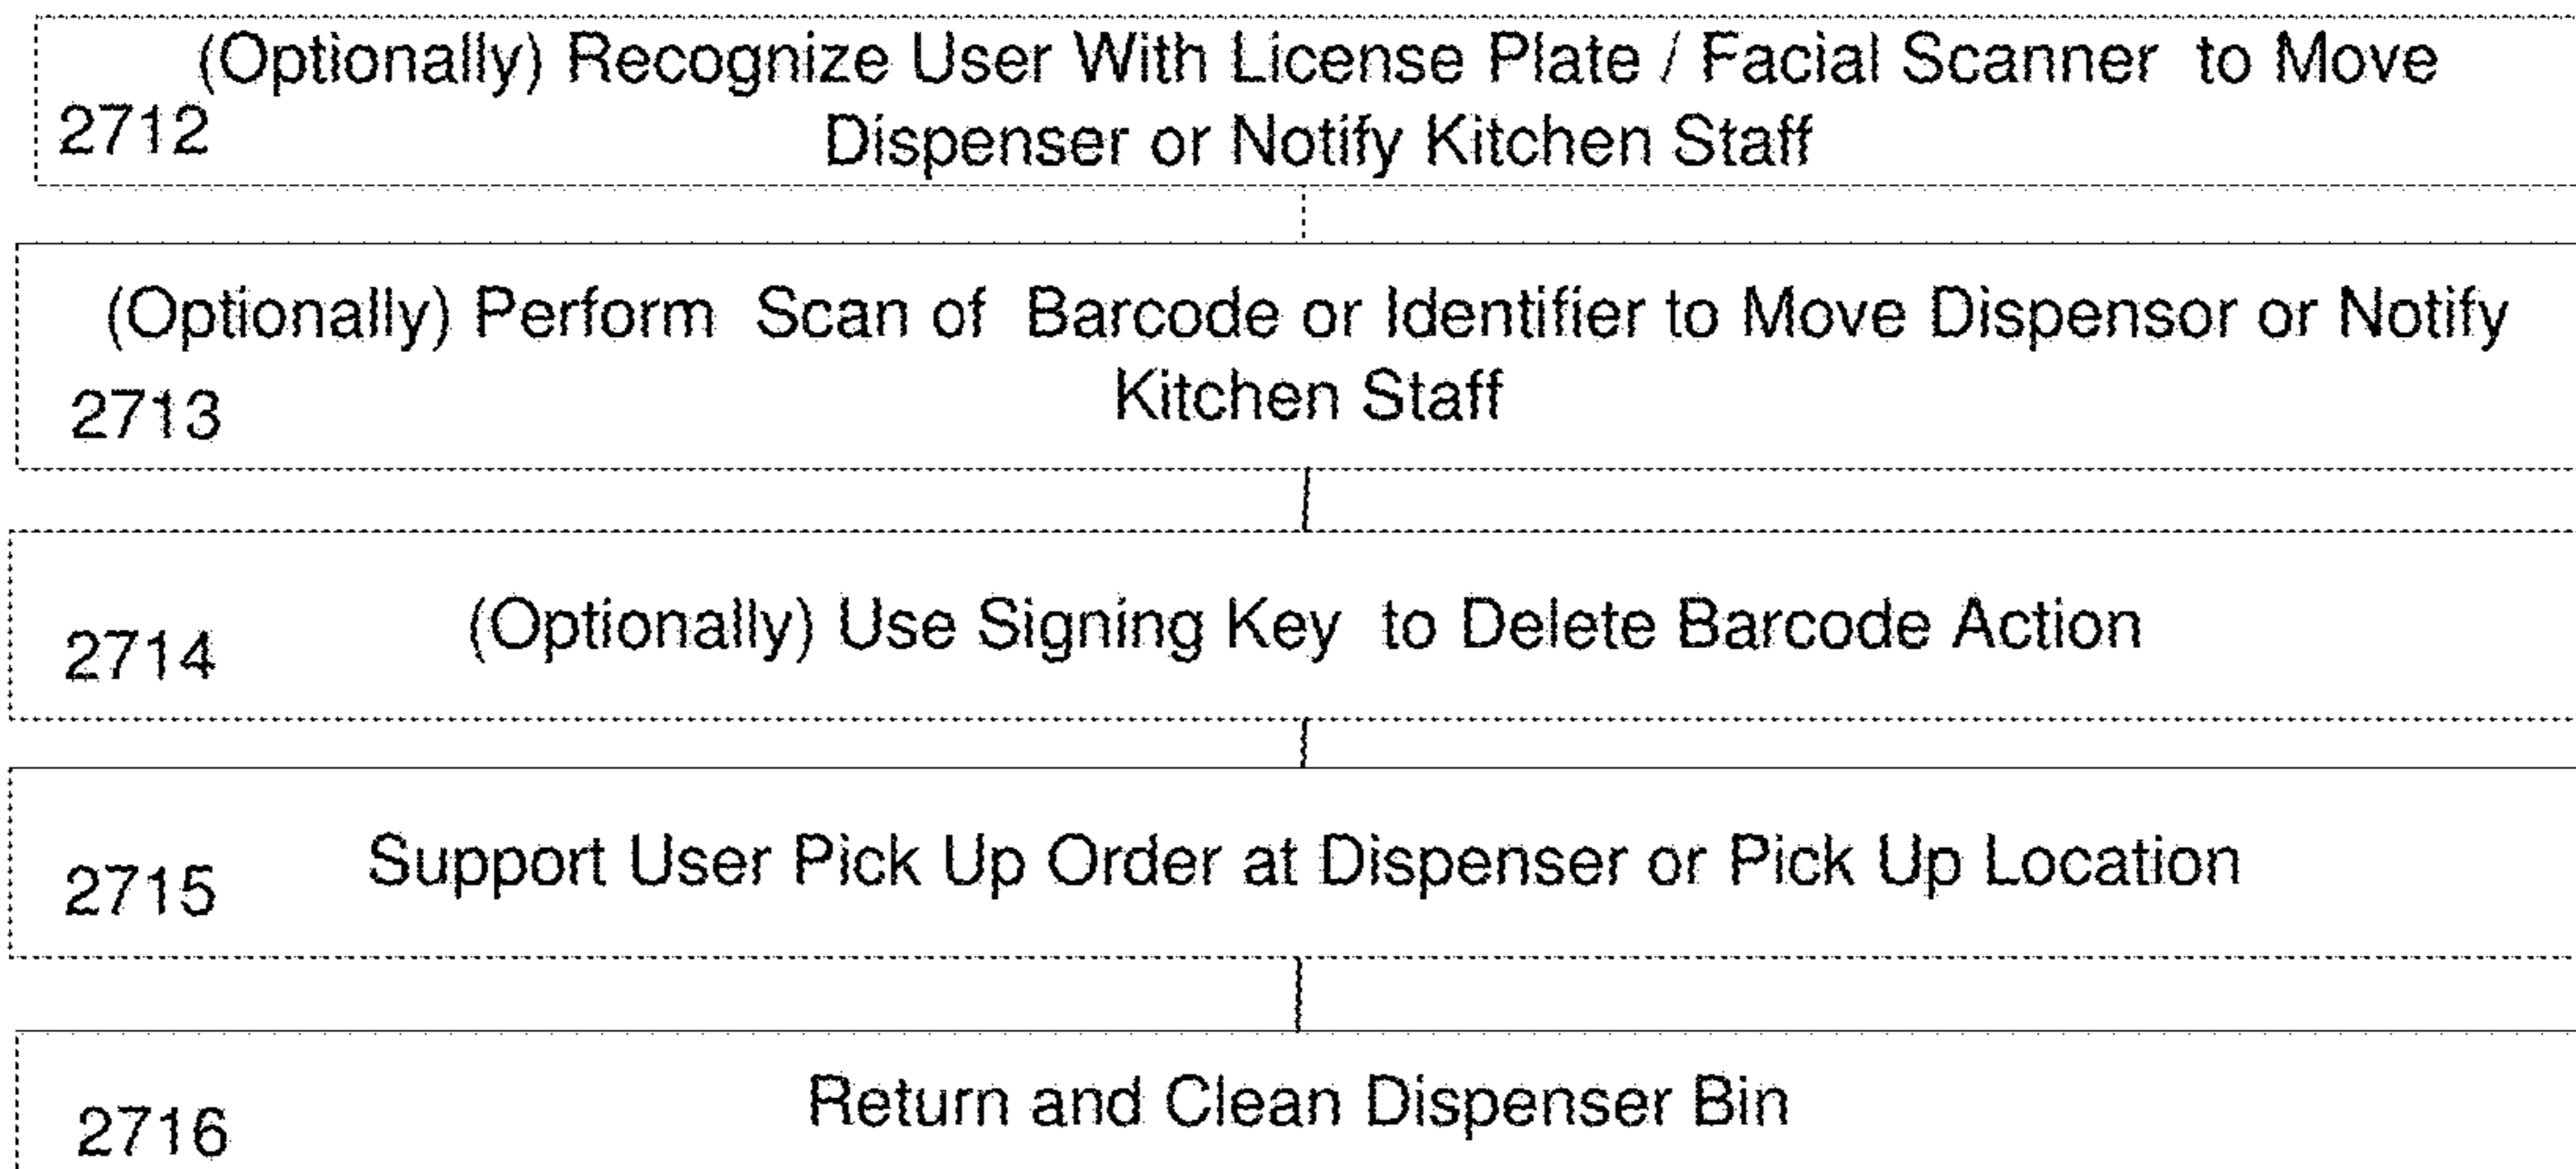 (Optionally) Recognize User With License Plate / Facial Scanner to Move
2712
Dispenser or Notify Kitchen Staff
(Optionally) Perform Scan of Barcode or Identifier to Move Dispensor or Notify
Kitchen Staff
2713
(Optionally) Use Signing Key to Delete Barcode Action
2714
Support User Pick Up Order at Dispenser or Pick Up Location
2715
Return and Clean Dispenser Bin
2716